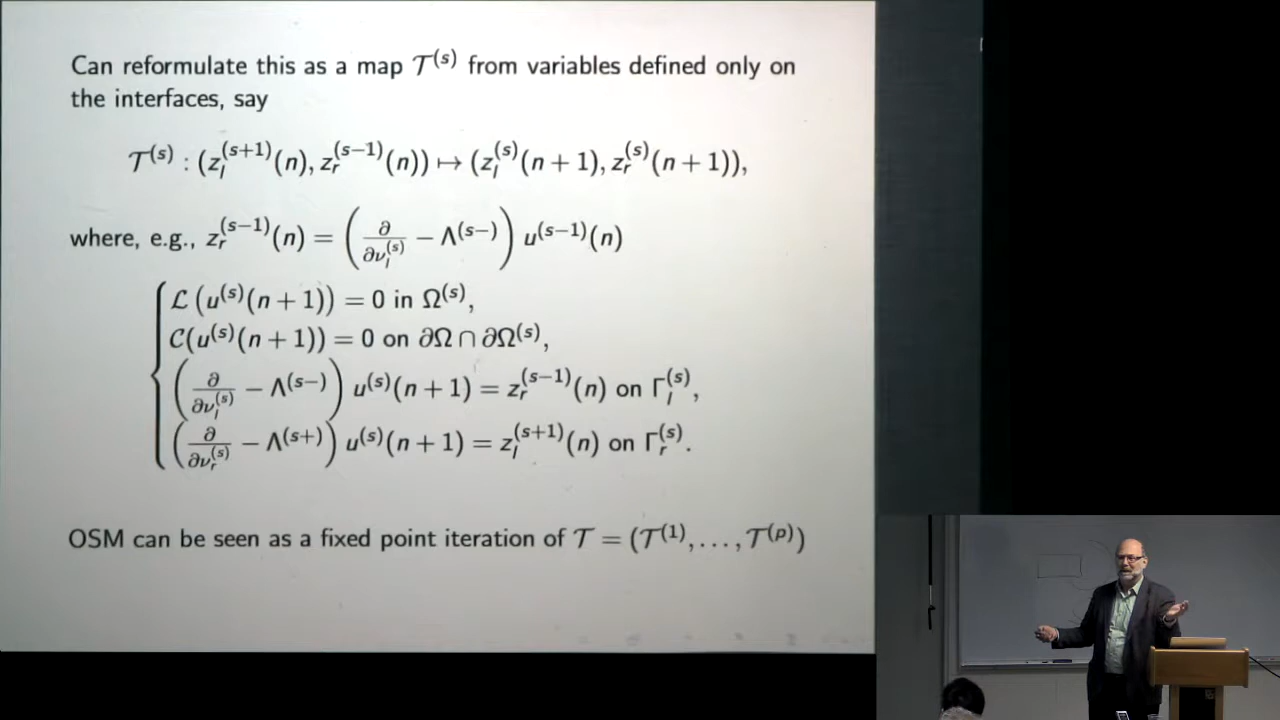 Can reformulate this as a map 𝒯^(s) from variables defined only on
the interfaces, say
𝒯^(s) : (z_l^(s+1)(n), z_r^(s−1)(n)) ↦ (z_l^(s)(n + 1), z_r^(s)(n + 1)),
where, e.g., z_r^(s−1)(n) = (∂/∂ν_l^(s) − Λ^(s−)) u^(s−1)(n)
ℒ(u^(s)(n + 1)) = 0 in Ω^(s),
𝒞(u^(s)(n + 1)) = 0 on ∂Ω ∩ ∂Ω^(s),
(∂/∂ν_l^(s) − Λ^(s−)) u^(s)(n + 1) = z_r^(s−1)(n) on Γ_l^(s),
(∂/∂ν_r^(s) − Λ^(s+)) u^(s)(n + 1) = z_l^(s+1)(n) on Γ_r^(s).
OSM can be seen as a fixed point iteration of 𝒯 = (𝒯^(1), …, 𝒯^(p))